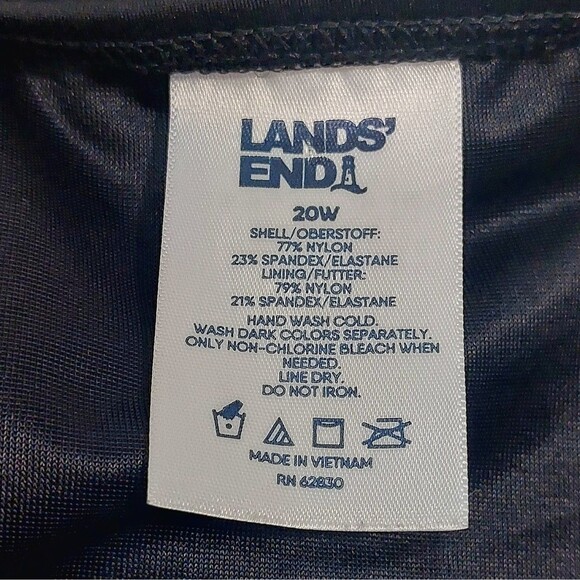 LANDS'
END
20W
SHELL/OBERSTOFF:
77% NYLON
23% SPANDEX/ELASTANE
LINING/FUTTER:
79% NYLON
21% SPANDEX/ELASTANE
HAND WASH COLD.
WASH DARK COLORS SEPARATELY.
ONLY NON-CHLORINE BLEACH WHEN
NEEDED.
LINE DRY.
DO NOT IRON.
MADE IN VIETNAM
RN 62830